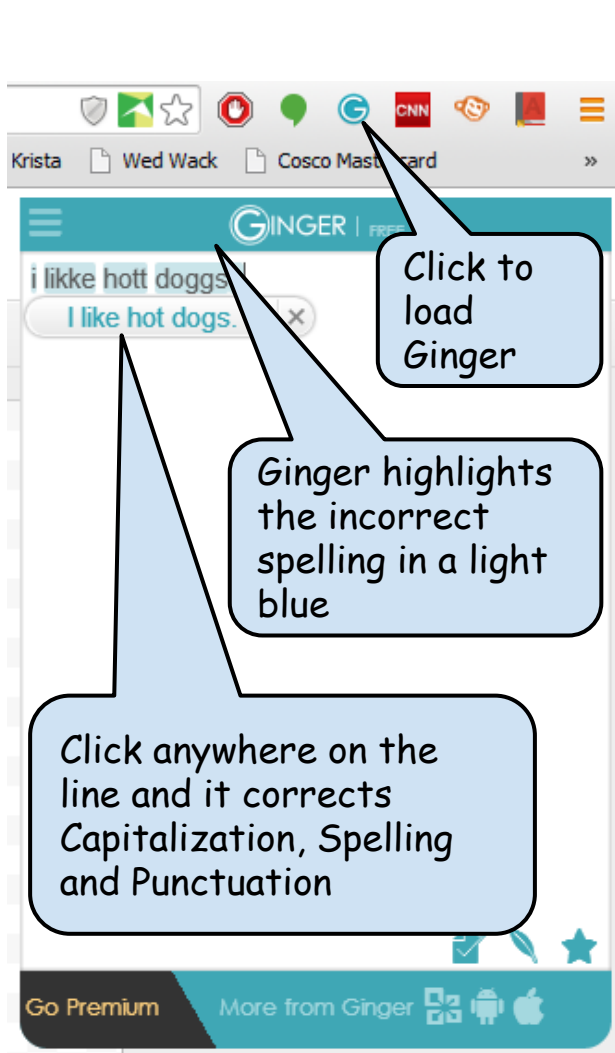 CNN
Krista Wed Wack Cosco Mastercard »
GINGER | FREE
i likke hott doggs.
I like hot dogs. ×
Click to
load
Ginger
Ginger highlights
the incorrect
spelling in a light
blue
Click anywhere on the
line and it corrects
Capitalization, Spelling
and Punctuation
Go Premium More from Ginger